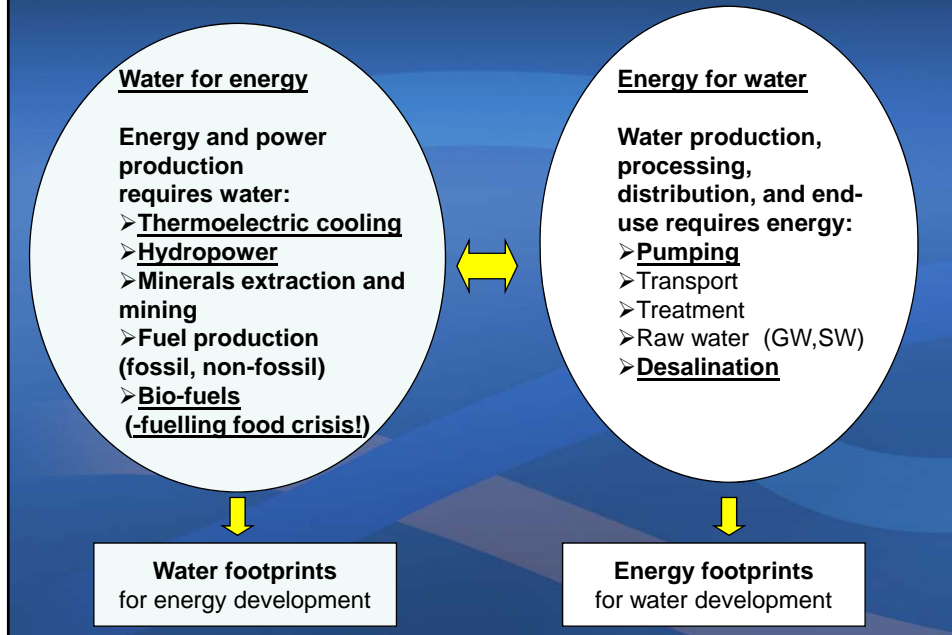 Water for energy
Energy and power
production
requires water:
➢Thermoelectric cooling
➢Hydropower
➢Minerals extraction and
mining
➢Fuel production
(fossil, non-fossil)
➢Bio-fuels
(-fuelling food crisis!)
Water footprints
for energy development
Energy for water
Water production,
processing,
distribution, and end-
use requires energy:
➢Pumping
➢Transport
➢Treatment
➢Raw water (GW,SW)
➢Desalination
Energy footprints
for water development